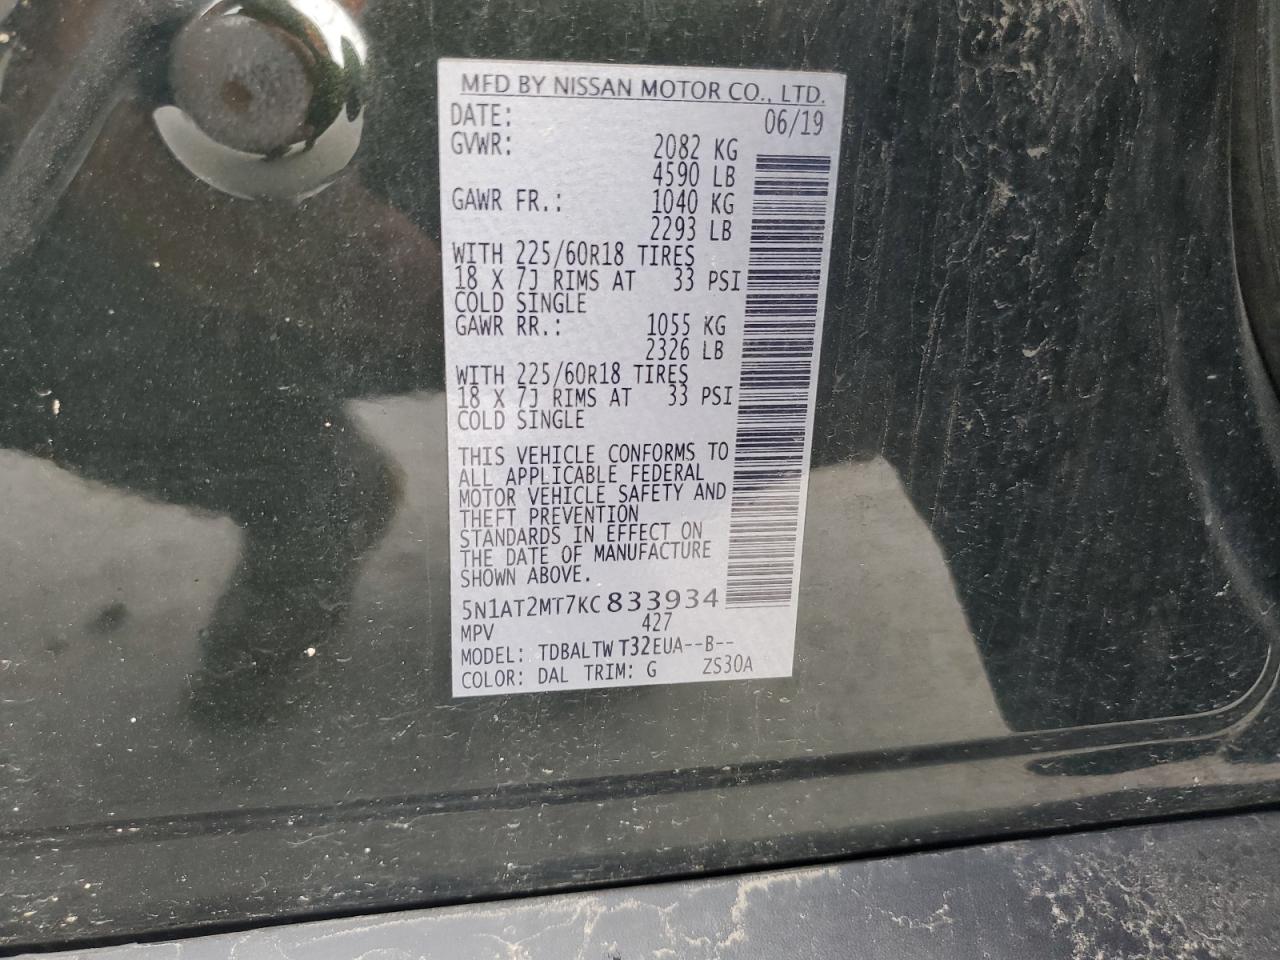 MFD BY NISSAN MOTOR CO., LTD.
DATE: 06/19
GVWR: 2082 KG
4590 LB
GAWR FR.: 1040 KG
2293 LB
WITH 225/60R18 TIRES
18 X 7J RIMS AT 33 PSI
COLD SINGLE
GAWR RR.: 1055 KG
2326 LB
WITH 225/60R18 TIRES
18 X 7J RIMS AT 33 PSI
COLD SINGLE
THIS VEHICLE CONFORMS TO
ALL APPLICABLE FEDERAL
MOTOR VEHICLE SAFETY AND
THEFT PREVENTION
STANDARDS IN EFFECT ON
THE DATE OF MANUFACTURE
SHOWN ABOVE.
5N1AT2MT7KC833934
MPV 427
MODEL: TDBALTW T32EUA--B--
COLOR: DAL TRIM: G ZS30A